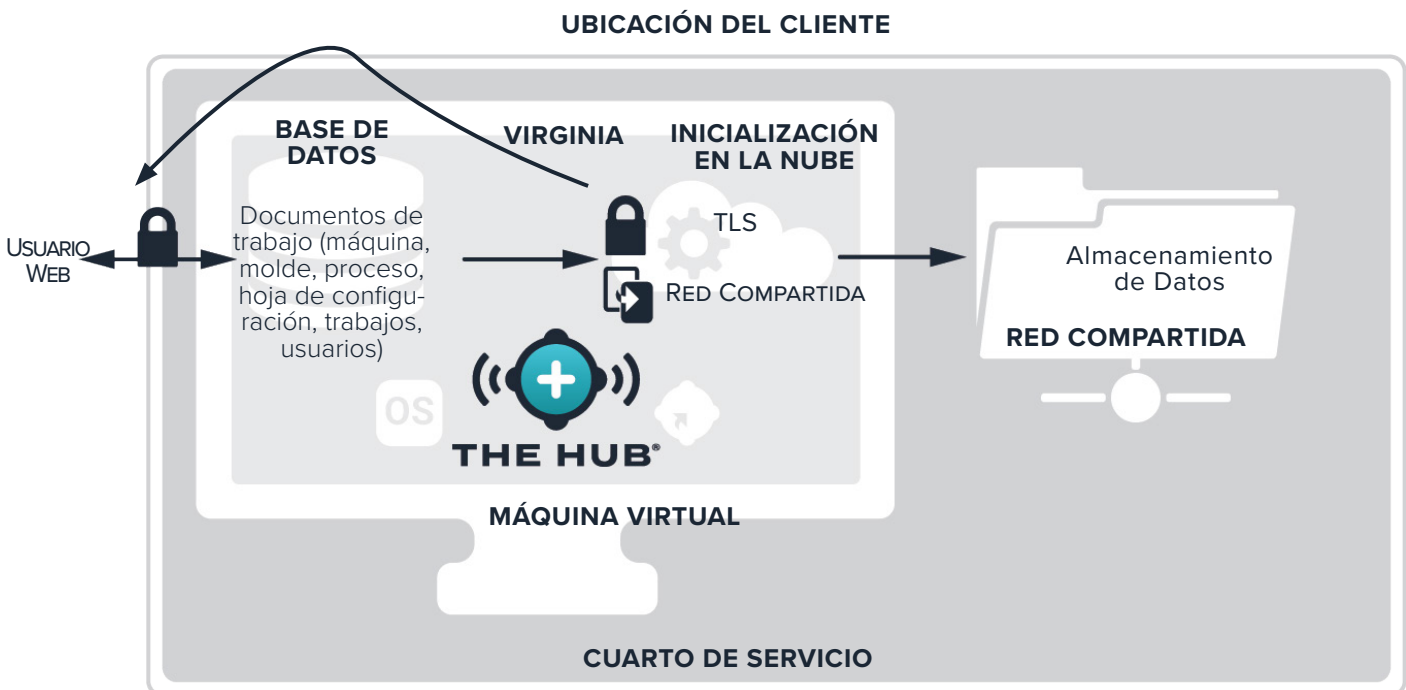 UBICACIÓN DEL CLIENTE
BASE DE
DATOS
VIRGINIA
INICIALIZACIÓN
EN LA NUBE
USUARIO
WEB
Documentos de
trabajo (máquina,
molde, proceso,
hoja de configu-
ración, trabajos,
usuarios)
TLS
RED COMPARTIDA
Almacenamiento
de Datos
RED COMPARTIDA
OS
THE HUB®
MÁQUINA VIRTUAL
CUARTO DE SERVICIO